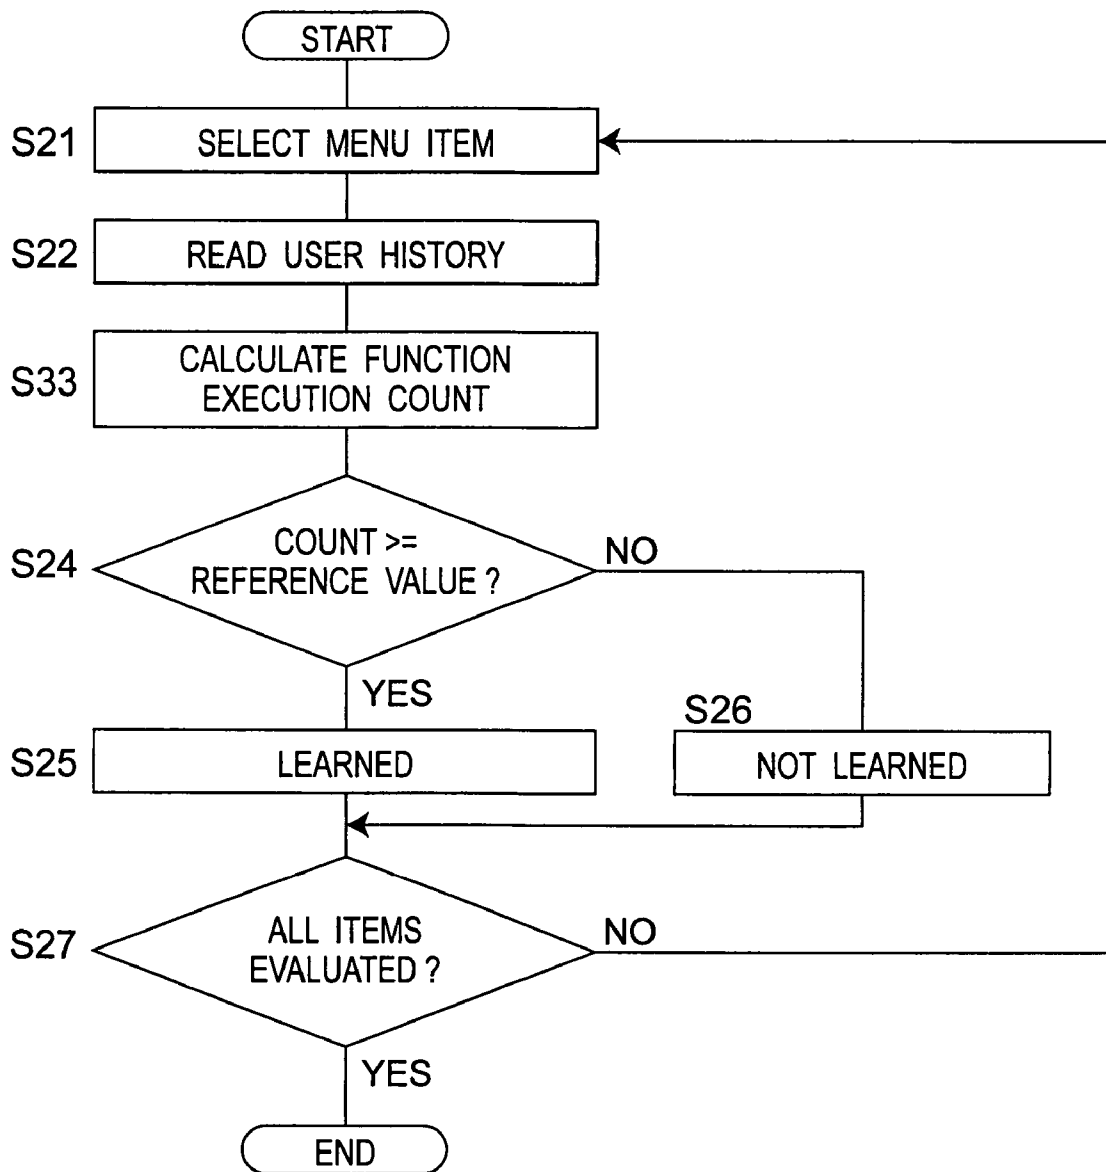 START
S21
SELECT MENU ITEM
S22
READ USER HISTORY
S33
CALCULATE FUNCTION
EXECUTION COUNT
S24
COUNT >=
REFERENCE VALUE ?
NO
YES
S26
S25
LEARNED
NOT LEARNED
S27
ALL ITEMS
EVALUATED ?
NO
YES
END